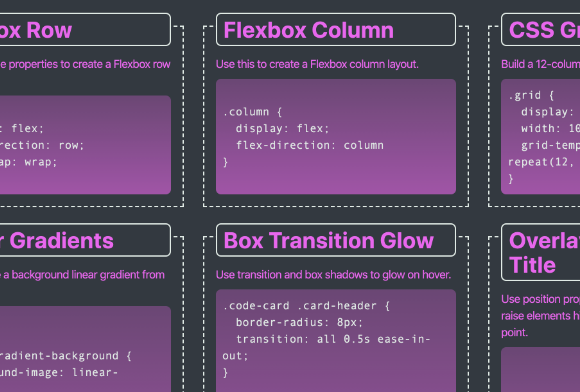 ox Row
e properties to create a Flexbox row
: flex;
rection: row;
ap: wrap;
Flexbox Column
Use this to create a Flexbox column layout.
.column {
display: flex;
flex-direction: column
}
CSS Gr
Build a 12-colum
.grid {
display:
width: 10
grid-temp
repeat(12,
}
r Gradients
e a background linear gradient from
radient-background {
und-image: linear-
Box Transition Glow
Use transition and box shadows to glow on hover.
.code-card .card-header {
border-radius: 8px;
transition: all 0.5s ease-in-
out;
}
Overla
Title
Use position prop
raise elements h
point.